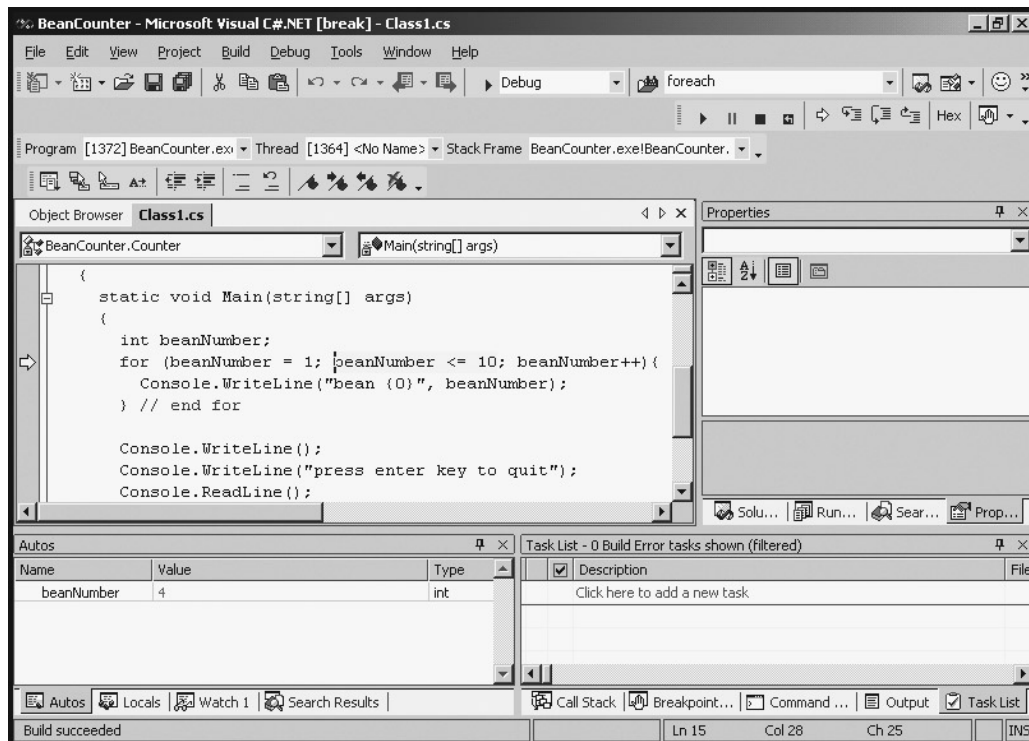 BeanCounter - Microsoft Visual C#.NET [break] - Class1.cs
File Edit View Project Build Debug Tools Window Help
Debug foreach
Hex
Program [1372] BeanCounter.exe Thread [1364] <No Name> Stack Frame BeanCounter.exe!BeanCounter.
Object Browser Class1.cs
BeanCounter.Counter Main(string[] args)
{
static void Main(string[] args)
{
int beanNumber;
for (beanNumber = 1; beanNumber <= 10; beanNumber++){
Console.WriteLine("bean {0}", beanNumber);
} // end for
Console.WriteLine();
Console.WriteLine("press enter key to quit");
Console.ReadLine();
Properties
Solu... Run... Sear... Prop...
Autos
Name Value Type
beanNumber 4 int
Autos Locals Watch 1 Search Results
Task List - 0 Build Error tasks shown (filtered)
Description File
Click here to add a new task
Call Stack Breakpoint... Command ... Output Task List
Build succeeded Ln 15 Col 28 Ch 25 INS